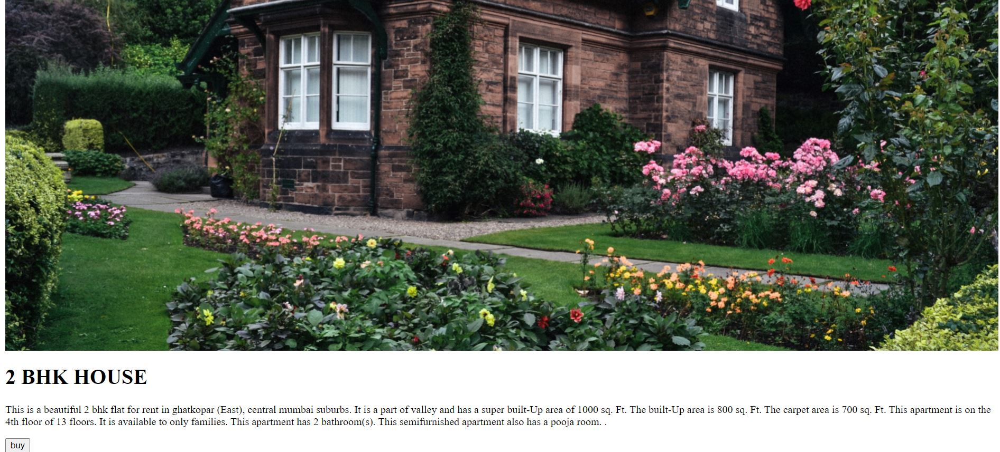 2 BHK HOUSE
This is a beautiful 2 bhk flat for rent in ghatkopar (East), central mumbai suburbs. It is a part of valley and has a super built-Up area of 1000 sq. Ft. The built-Up area is 800 sq. Ft. The carpet area is 700 sq. Ft. This apartment is on the
4th floor of 13 floors. It is available to only families. This apartment has 2 bathroom(s). This semifurnished apartment also has a pooja room. .
buy